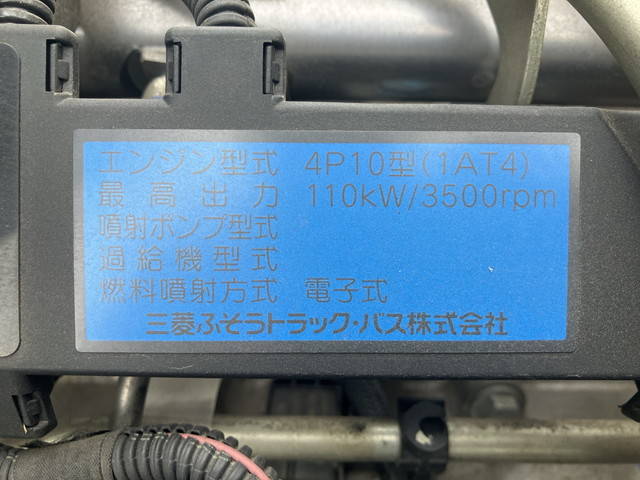 エンジン型式 4P10型(1AT4)
最高出力 110kW/3500rpm
噴射ポンプ型式
過給機型式
燃料噴射方式 電子式
三菱ふそうトラック・バス株式会社